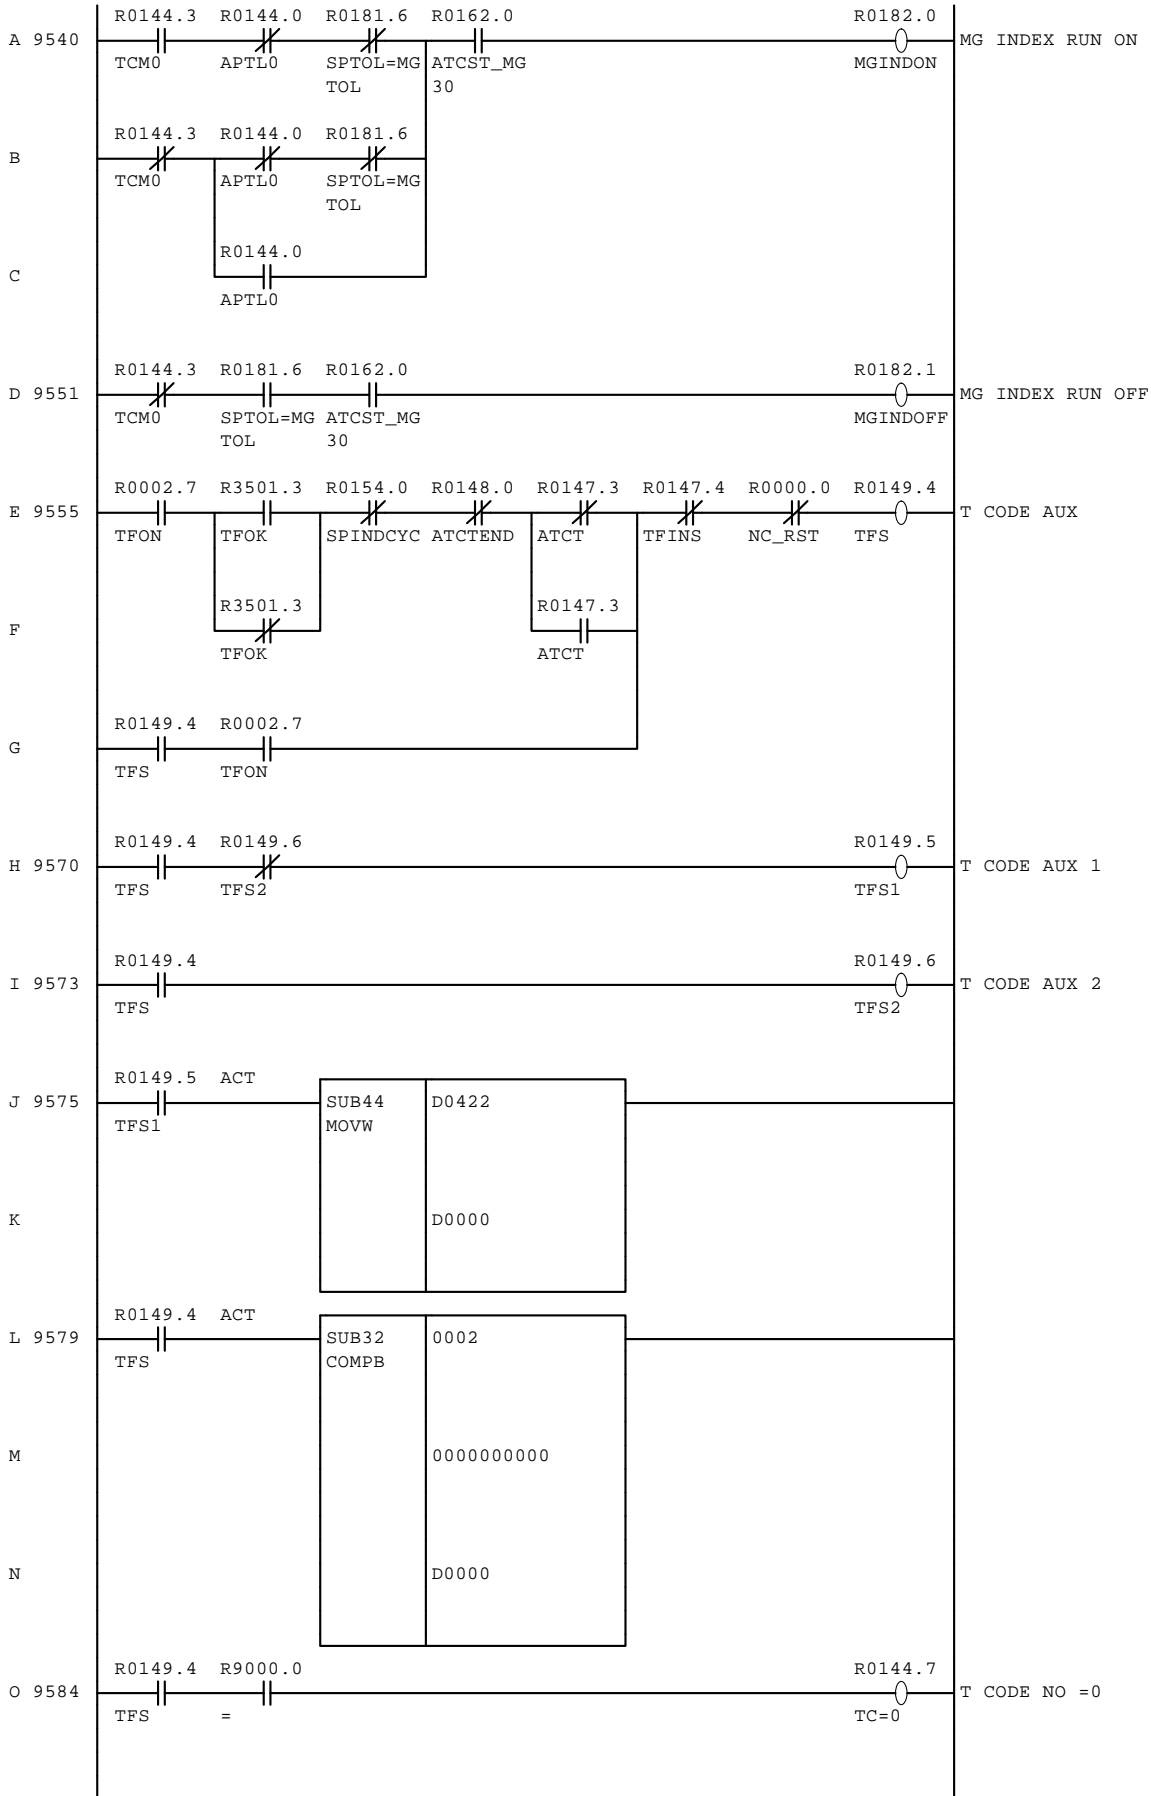 R0144.3 R0144.0 R0181.6 R0162.0 R0182.0
A 9540 MG INDEX RUN ON
TCM0 APTL0 SPTOL=MG ATCST_MG MGINDON
TOL 30
R0144.3 R0144.0 R0181.6
B
TCM0 APTL0 SPTOL=MG
TOL
R0144.0
C
APTL0
R0144.3 R0181.6 R0162.0 R0182.1
D 9551 MG INDEX RUN OFF
TCM0 SPTOL=MG ATCST_MG MGINDOFF
TOL 30
R0002.7 R3501.3 R0154.0 R0148.0 R0147.3 R0147.4 R0000.0 R0149.4
E 9555 T CODE AUX
TFON TFOK SPINDCYC ATCTEND ATCT TFINS NC_RST TFS
R3501.3 R0147.3
F
TFOK ATCT
R0149.4 R0002.7
G
TFS TFON
R0149.4 R0149.6 R0149.5
H 9570 T CODE AUX 1
TFS TFS2 TFS1
R0149.4 R0149.6
I 9573 T CODE AUX 2
TFS TFS2
R0149.5 ACT
J 9575 SUB44 D0422
TFS1 MOVW
K D0000
R0149.4 ACT
L 9579 SUB32 0002
TFS COMPB
M 0000000000
N D0000
R0149.4 R9000.0 R0144.7
O 9584 T CODE NO =0
TFS = TC=0